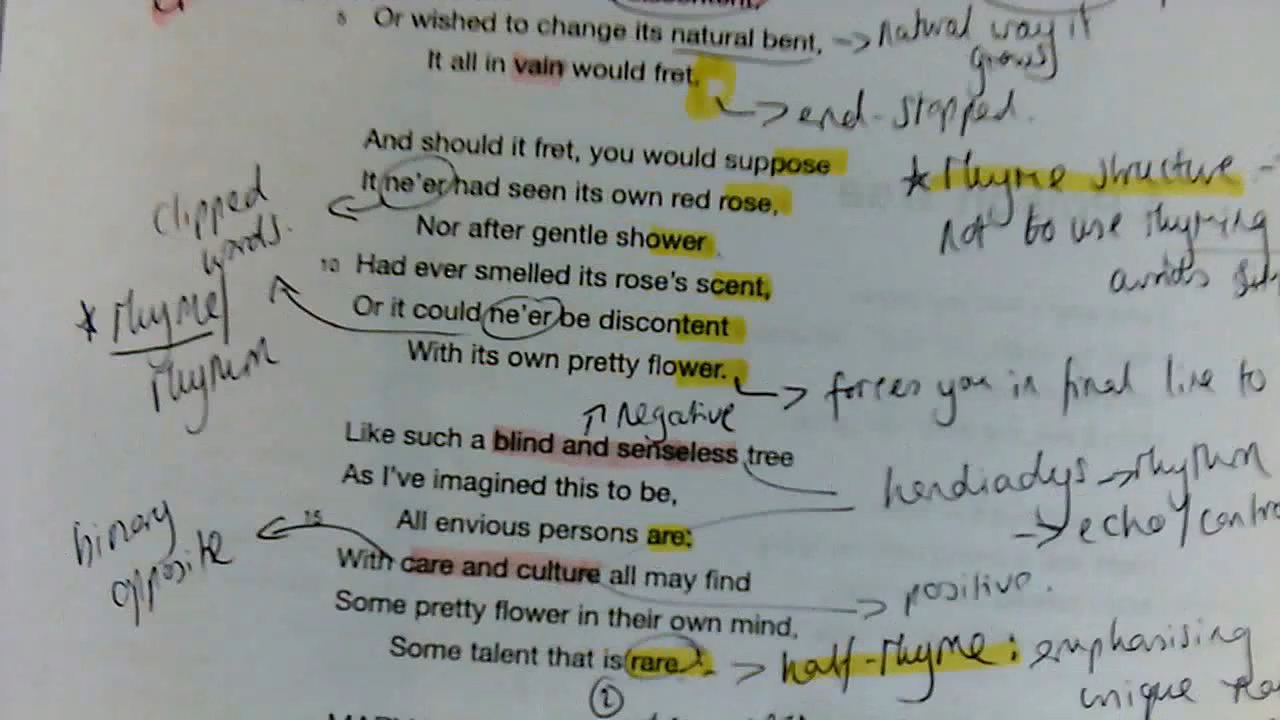 5 Or wished to change its natural bent, -> natural way it
grows
It all in vain would fret,
-> end-stopped.
And should it fret, you would suppose
* Rhyme structure -
It ne'er had seen its own red rose,
clipped
words.
not to use rhyming
Nor after gentle shower
10 Had ever smelled its rose's scent,
* rhyme/
rhythm
Or it could ne'er be discontent
With its own pretty flower.
-> forces you in final line to
↑ negative
Like such a blind and senseless tree
hendiadys -> rhythm
As I've imagined this to be,
-> echo/contra
All envious persons are;
15
binary
opposite
With care and culture all may find
-> positive.
Some pretty flower in their own mind,
Some talent that is rare.
-> half-rhyme: emphasising
unique